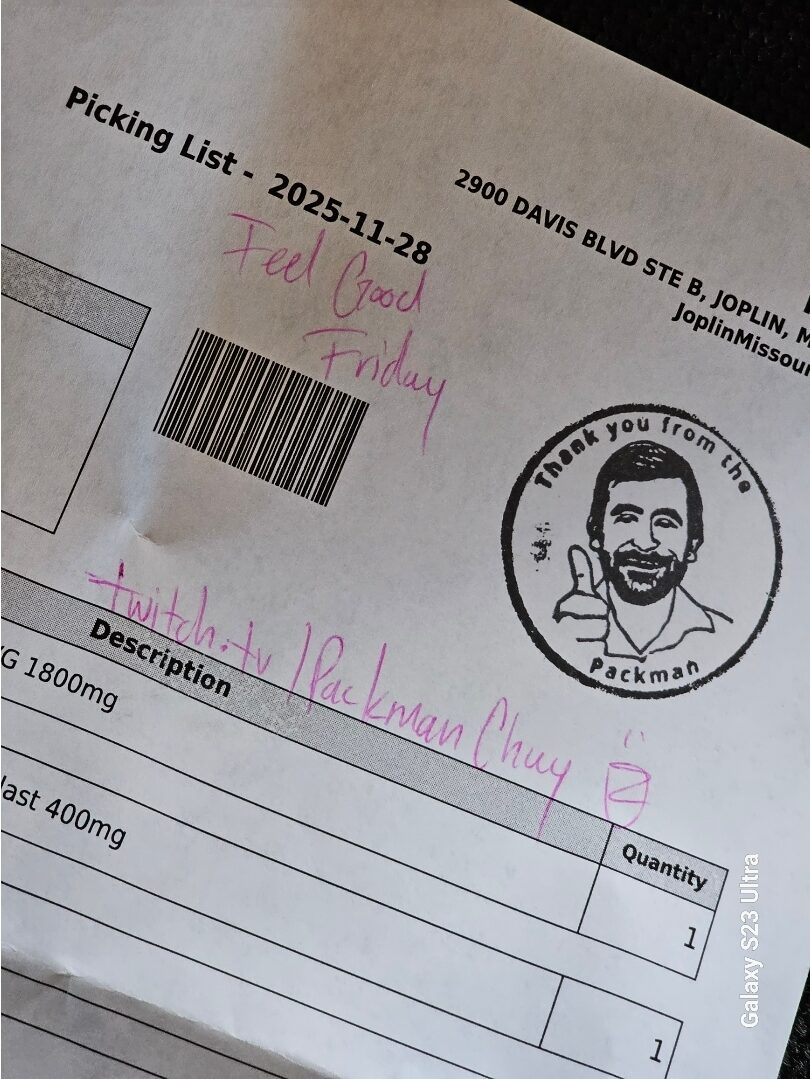 Picking List - 2025-11-28
2900 DAVIS BLVD STE B, JOPLIN,
Feel Good
Friday
Thank you from the
Packman
twitch.tv/PackmanChuy
Description
Quantity
1800mg
1
400mg
1
Galaxy S23 Ultra